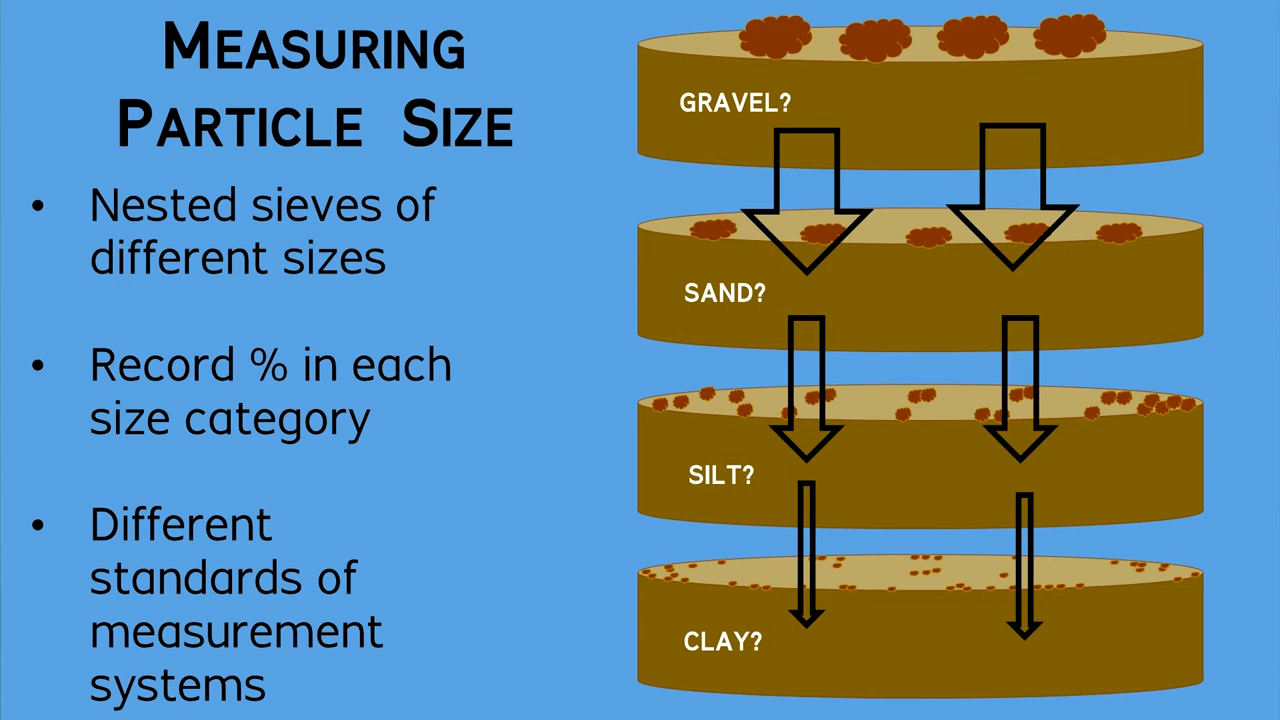 MEASURING
PARTICLE SIZE
• Nested sieves of
different sizes
• Record % in each
size category
• Different
standards of
measurement
systems
GRAVEL?
SAND?
SILT?
CLAY?